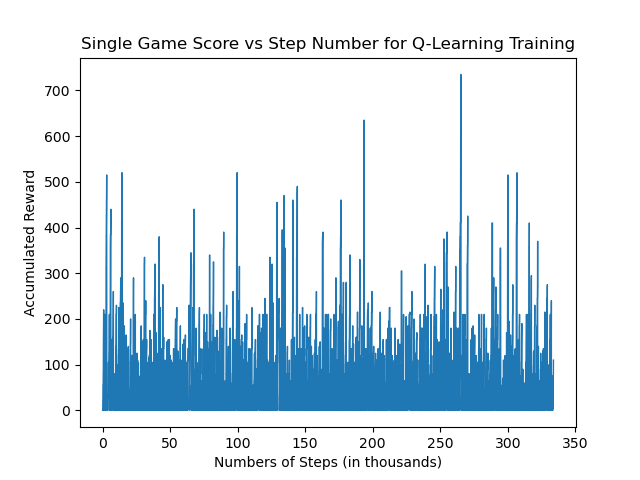 Single Game Score vs Step Number for Q-Learning Training
Accumulated Reward
700
600
500
400
300
200
100
0
0 50 100 150 200 250 300 350
Numbers of Steps (in thousands)